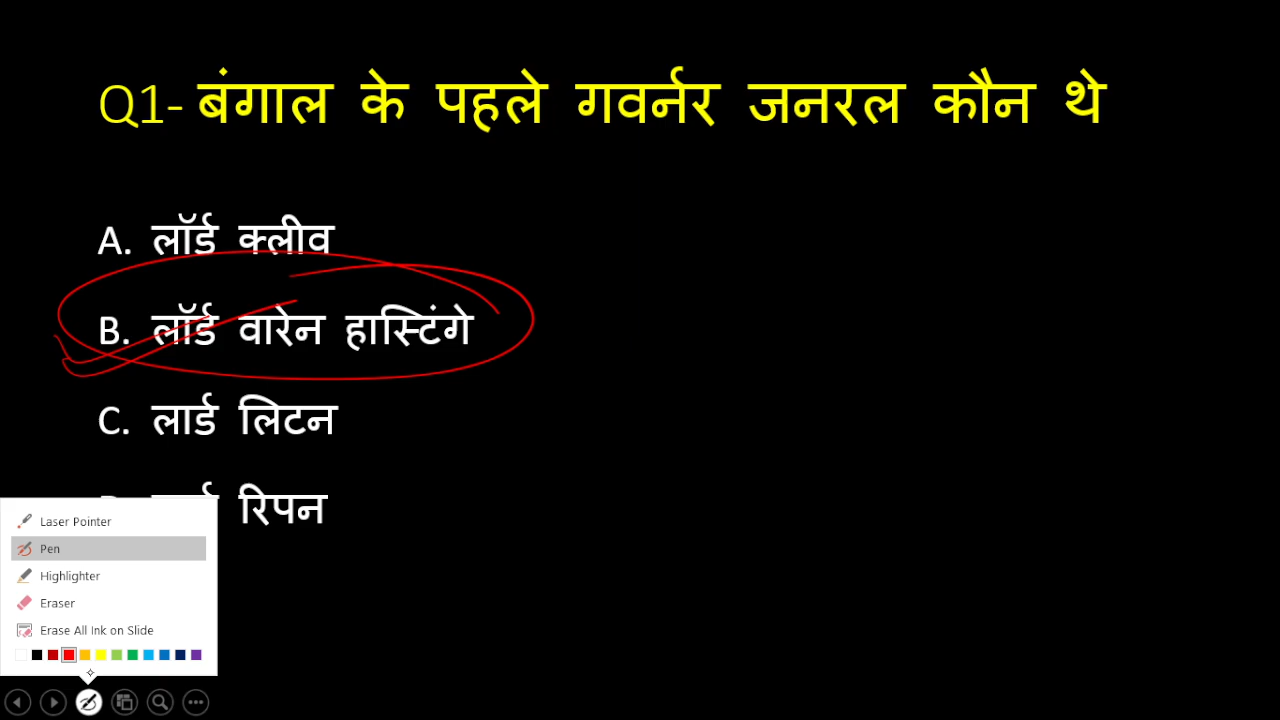 Q1- बंगाल के पहले गवर्नर जनरल कौन थे
A. लॉर्ड क्लीव
B. लॉर्ड वारेन हास्टिंगे
C. लार्ड लिटन
रिपन
Laser Pointer
Pen
Highlighter
Eraser
Erase All Ink on Slide